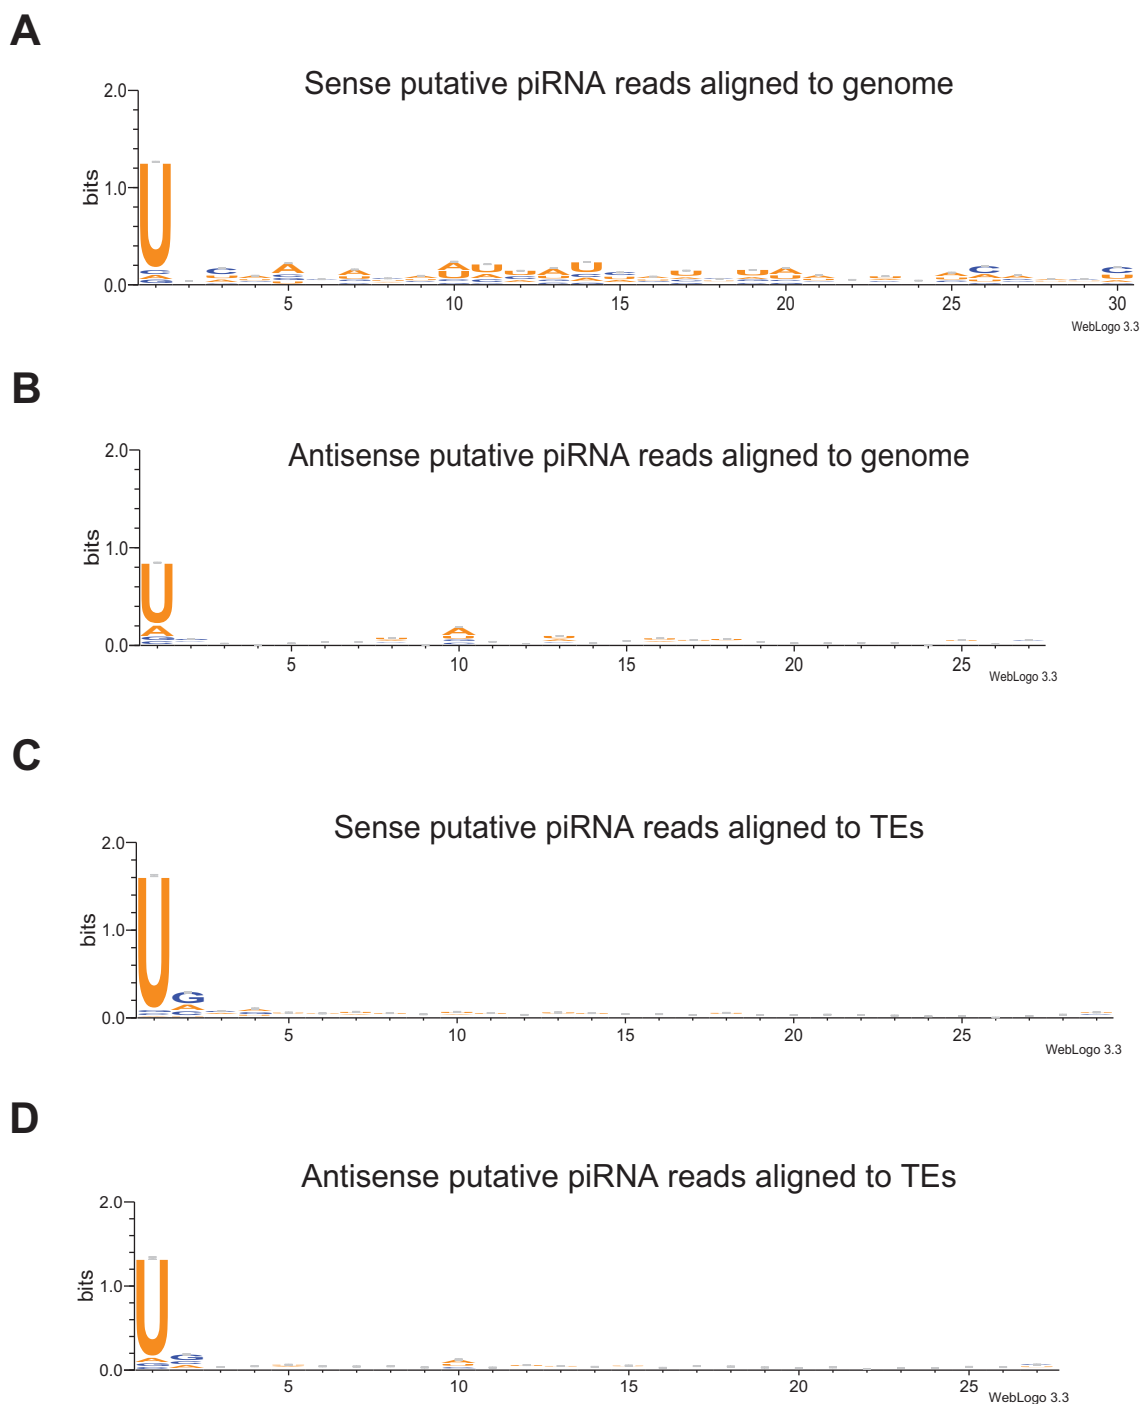 A
Sense putative piRNA reads aligned to genome
2.0
1.0
0.0
bits
U
5 10 15 20 25 30
WebLogo 3.3
B
Antisense putative piRNA reads aligned to genome
2.0
1.0
0.0
bits
U
A
A
5 10 15 20 25
WebLogo 3.3
C
Sense putative piRNA reads aligned to TEs
2.0
1.0
0.0
bits
U
G
5 10 15 20 25
WebLogo 3.3
D
Antisense putative piRNA reads aligned to TEs
2.0
1.0
0.0
bits
U
G
5 10 15 20 25
WebLogo 3.3